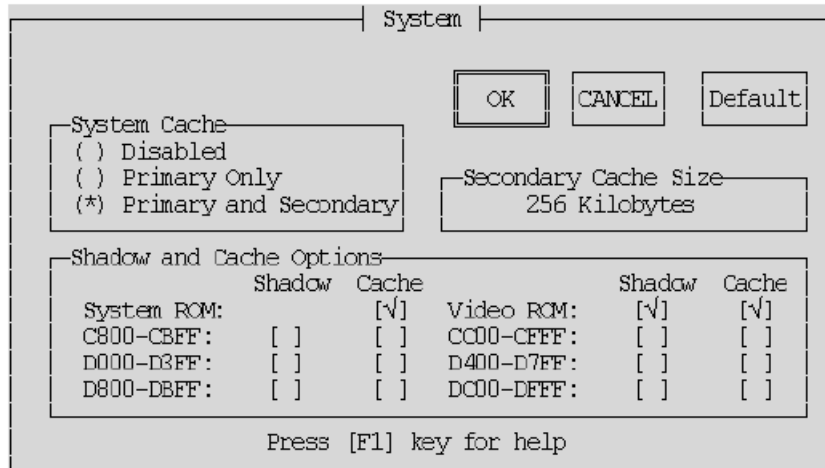 System
OK CANCEL Default
System Cache
( ) Disabled
( ) Primary Only
(*) Primary and Secondary
Secondary Cache Size
256 Kilobytes
Shadow and Cache Options
Shadow Cache Shadow Cache
System ROM: [√] Video ROM: [√] [√]
C800-CBFF: [ ] [ ] CC00-CFFF: [ ] [ ]
D000-D3FF: [ ] [ ] D400-D7FF: [ ] [ ]
D800-DBFF: [ ] [ ] DC00-DFFF: [ ] [ ]
Press [F1] key for help